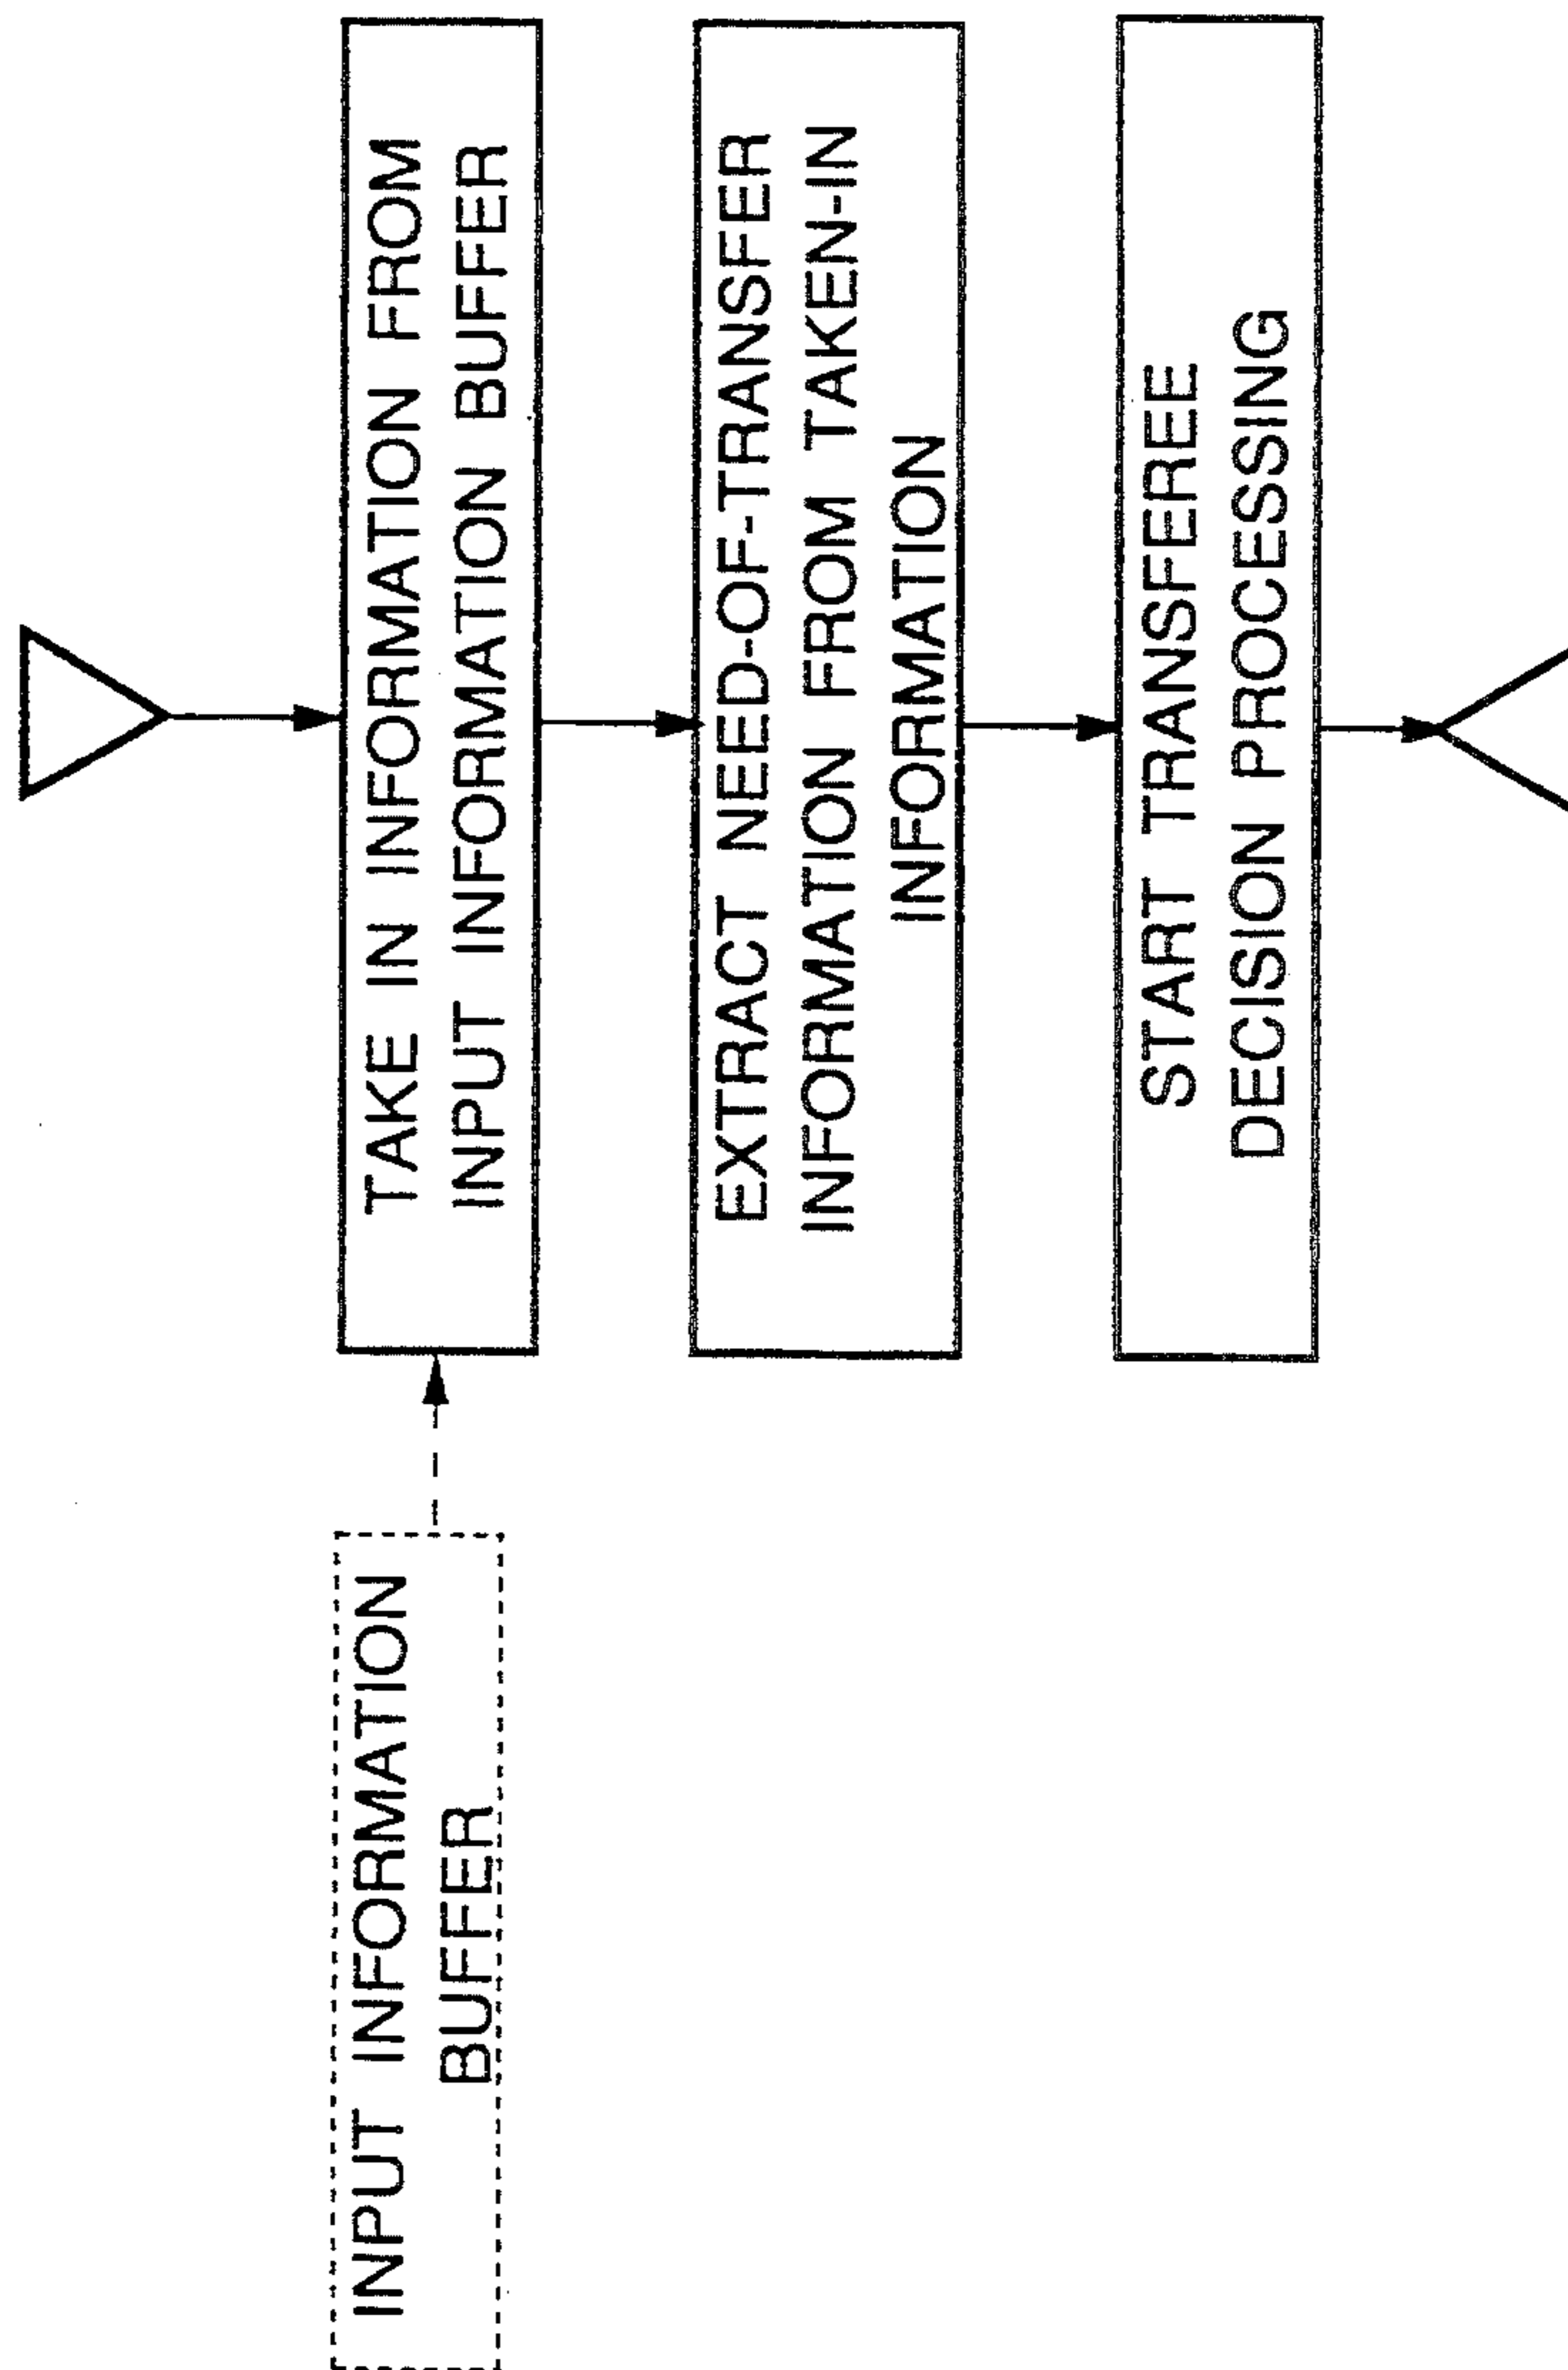 INPUT INFORMATION
BUFFER
TAKE IN INFORMATION FROM
INPUT INFORMATION BUFFER
EXTRACT NEED-OF-TRANSFER
INFORMATION FROM TAKEN-IN
INFORMATION
START TRANSFEREE
DECISION PROCESSING